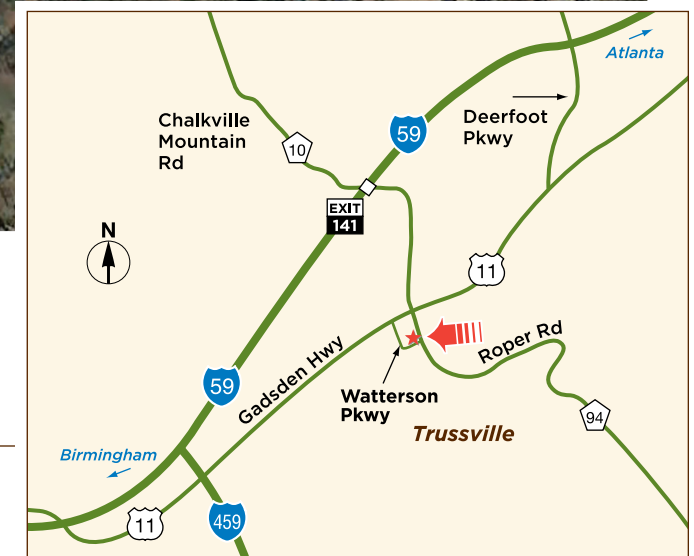 Atlanta
Chalkville
Mountain
Rd
Deerfoot
Pkwy
59
10
EXIT
141
N
11
Roper Rd
Gadsden Hwy
59
Watterson
Pkwy
94
Trussville
Birmingham
11
459